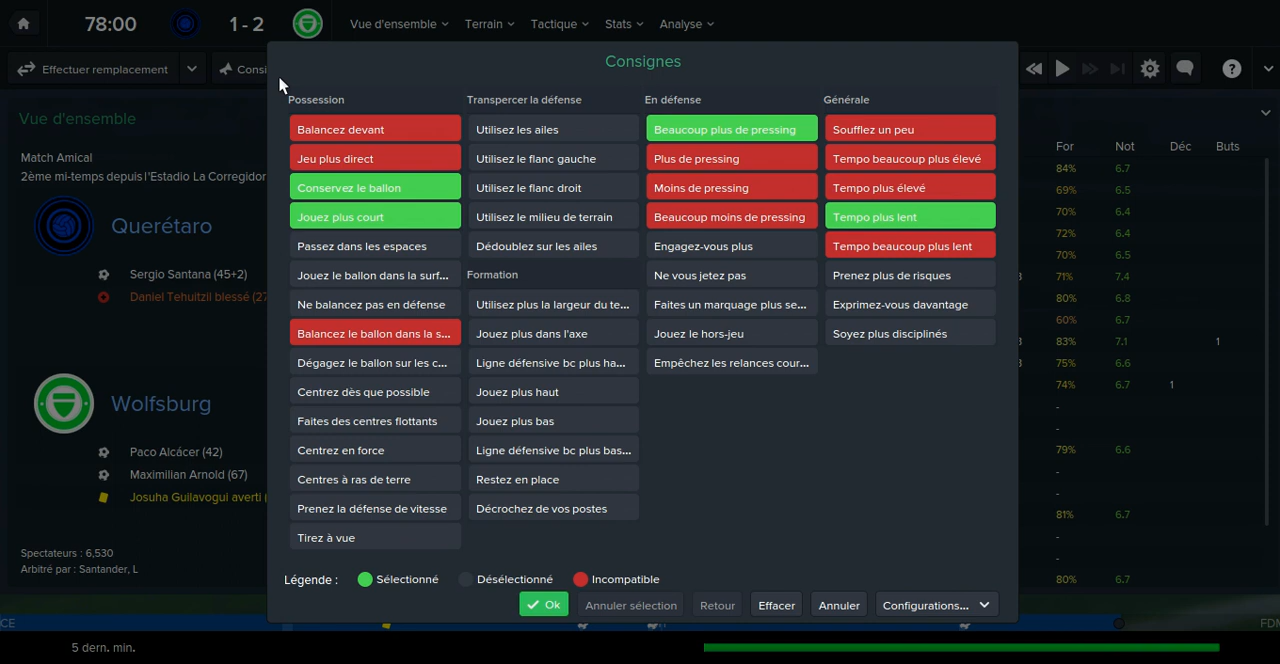 78:00
1 - 2
Vue d'ensemble
Terrain
Tactique
Stats
Analyse
Effectuer remplacement
Consi
?
Vue d'ensemble
Match Amical
2ème mi-temps depuis l'Estadio La Corregidor
Querétaro
Sergio Santana (45+2)
Daniel Tehuitzil blessé (27
Wolfsburg
Paco Alcácer (42)
Maximilian Arnold (67)
Josuha Guilavogui averti (
Spectateurs : 6,530
Arbitré par : Santander, L
Consignes
Possession
Balancez devant
Jeu plus direct
Conservez le ballon
Jouez plus court
Passez dans les espaces
Jouez le ballon dans la surf...
Ne balancez pas en défense
Balancez le ballon dans la s...
Dégagez le ballon sur les c...
Centrez dès que possible
Faites des centres flottants
Centrez en force
Centres à ras de terre
Prenez la défense de vitesse
Tirez à vue
Transpercer la défense
Utilisez les ailes
Utilisez le flanc gauche
Utilisez le flanc droit
Utilisez le milieu de terrain
Dédoublez sur les ailes
Formation
Utilisez plus la largeur du te...
Jouez plus dans l'axe
Ligne défensive bc plus ha...
Jouez plus haut
Jouez plus bas
Ligne défensive bc plus bas...
Restez en place
Décrochez de vos postes
En défense
Beaucoup plus de pressing
Plus de pressing
Moins de pressing
Beaucoup moins de pressing
Engagez-vous plus
Ne vous jetez pas
Faites un marquage plus se...
Jouez le hors-jeu
Empêchez les relances cour...
Générale
Soufflez un peu
Tempo beaucoup plus élevé
Tempo plus élevé
Tempo plus lent
Tempo beaucoup plus lent
Prenez plus de risques
Exprimez-vous davantage
Soyez plus disciplinés
Légende :
Sélectionné
Désélectionné
Incompatible
Ok
Annuler sélection
Retour
Effacer
Annuler
Configurations...
For Not Déc Buts
84% 6.7
69% 6.5
70% 6.4
72% 6.4
70% 6.5
3 71% 7.4
80% 6.8
60% 6.7
3 83% 7.1 1
3 75% 6.6
74% 6.7 1
-
-
79% 6.6
-
-
81% 6.7
-
-
80% 6.7
CE
FDM
5 dern. min.